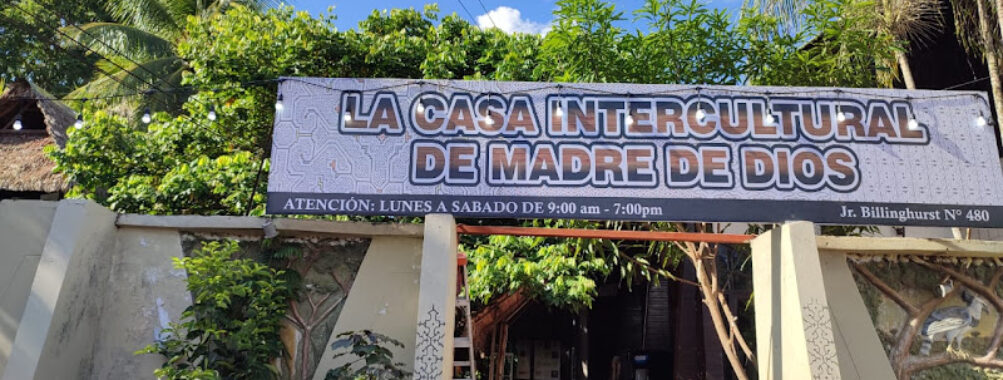 LA CASA INTERCULTURAL
DE MADRE DE DIOS
ATENCIÓN: LUNES A SABADO DE 9:00 am - 7:00pm
Jr. Billinghurst N° 480